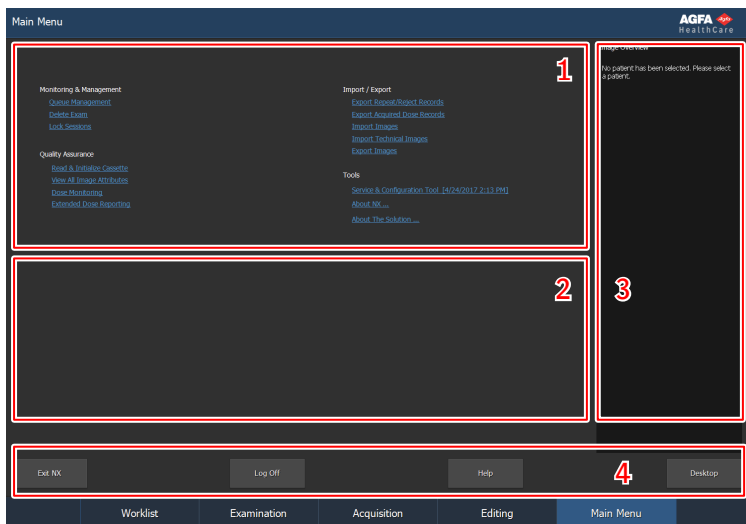 Main Menu
AGFA
AGFA
HealthCare
1
Monitoring & Management
Queue Management
Delete Exam
Lock Sessions
Quality Assurance
Read & Initialize Cassette
View All Image Attributes
Dose Monitoring
Extended Dose Reporting
Import / Export
Export Repeat/Reject Records
Export Acquired Dose Records
Import Images
Import Technical Images
Export Images
Tools
Service & Configuration Tool [4/24/2017 2:13 PM]
About NX ...
About The Solution ...
2
Image Overview
No patient has been selected. Please select
a patient.
3
Exit NX
Log Off
Help
4
Desktop
Worklist
Examination
Acquisition
Editing
Main Menu